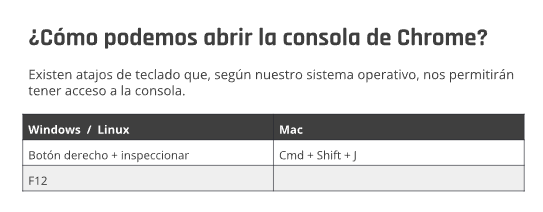 ¿Cómo podemos abrir la consola de Chrome?
Existen atajos de teclado que, según nuestro sistema operativo, nos permitirán
tener acceso a la consola.
Windows / Linux Mac
Botón derecho + inspeccionar Cmd + Shift + J
F12